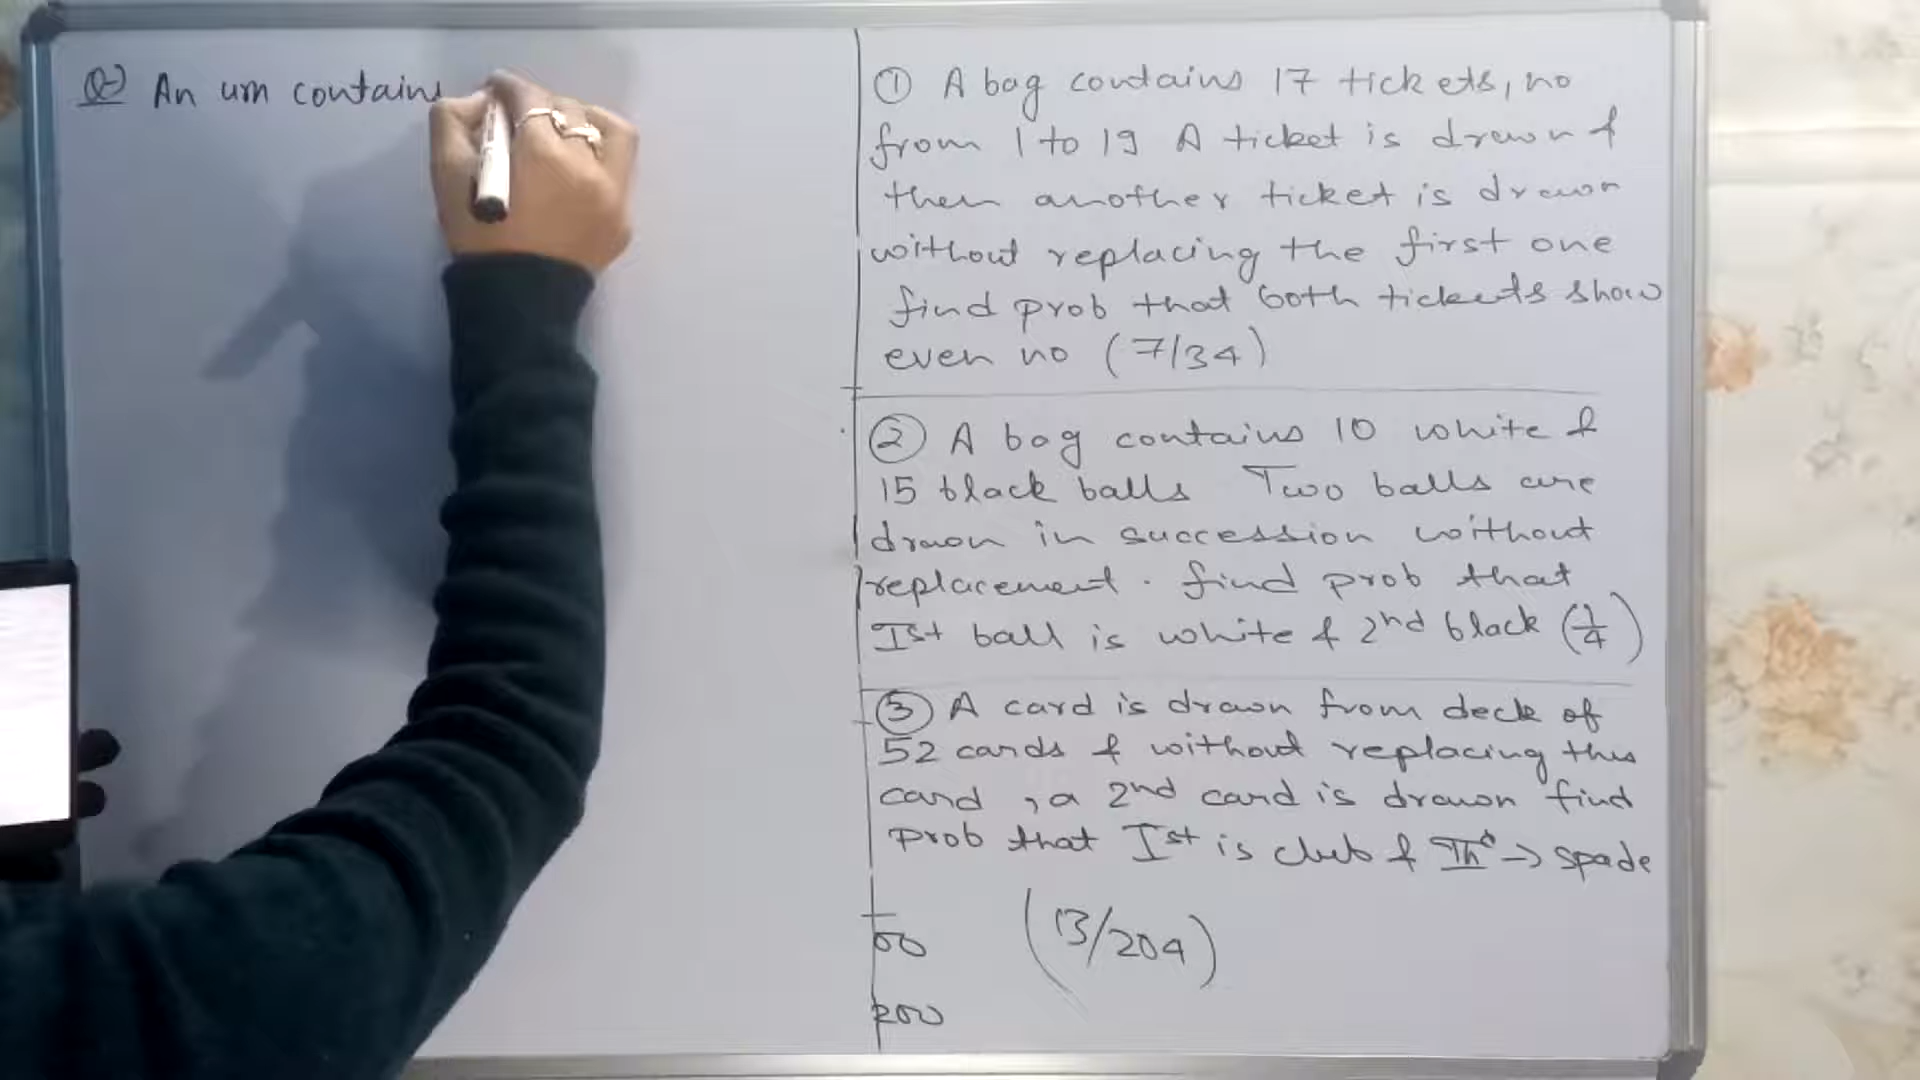 Q-) An urn contains
① A bag contains 17 tickets, no
from 1 to 19 A ticket is drawn &
then another ticket is drawn
without replacing the first one
find prob that both tickets show
even no (7/34)
② A bag contains 10 white &
15 black balls Two balls are
drawn in succession without
replacement . find prob that
Ist ball is white & 2nd black (1/4)
③ A card is drawn from deck of
52 cards & without replacing this
card , a 2nd card is drawn find
prob that Ist is club & IInd → spade
(13/204)